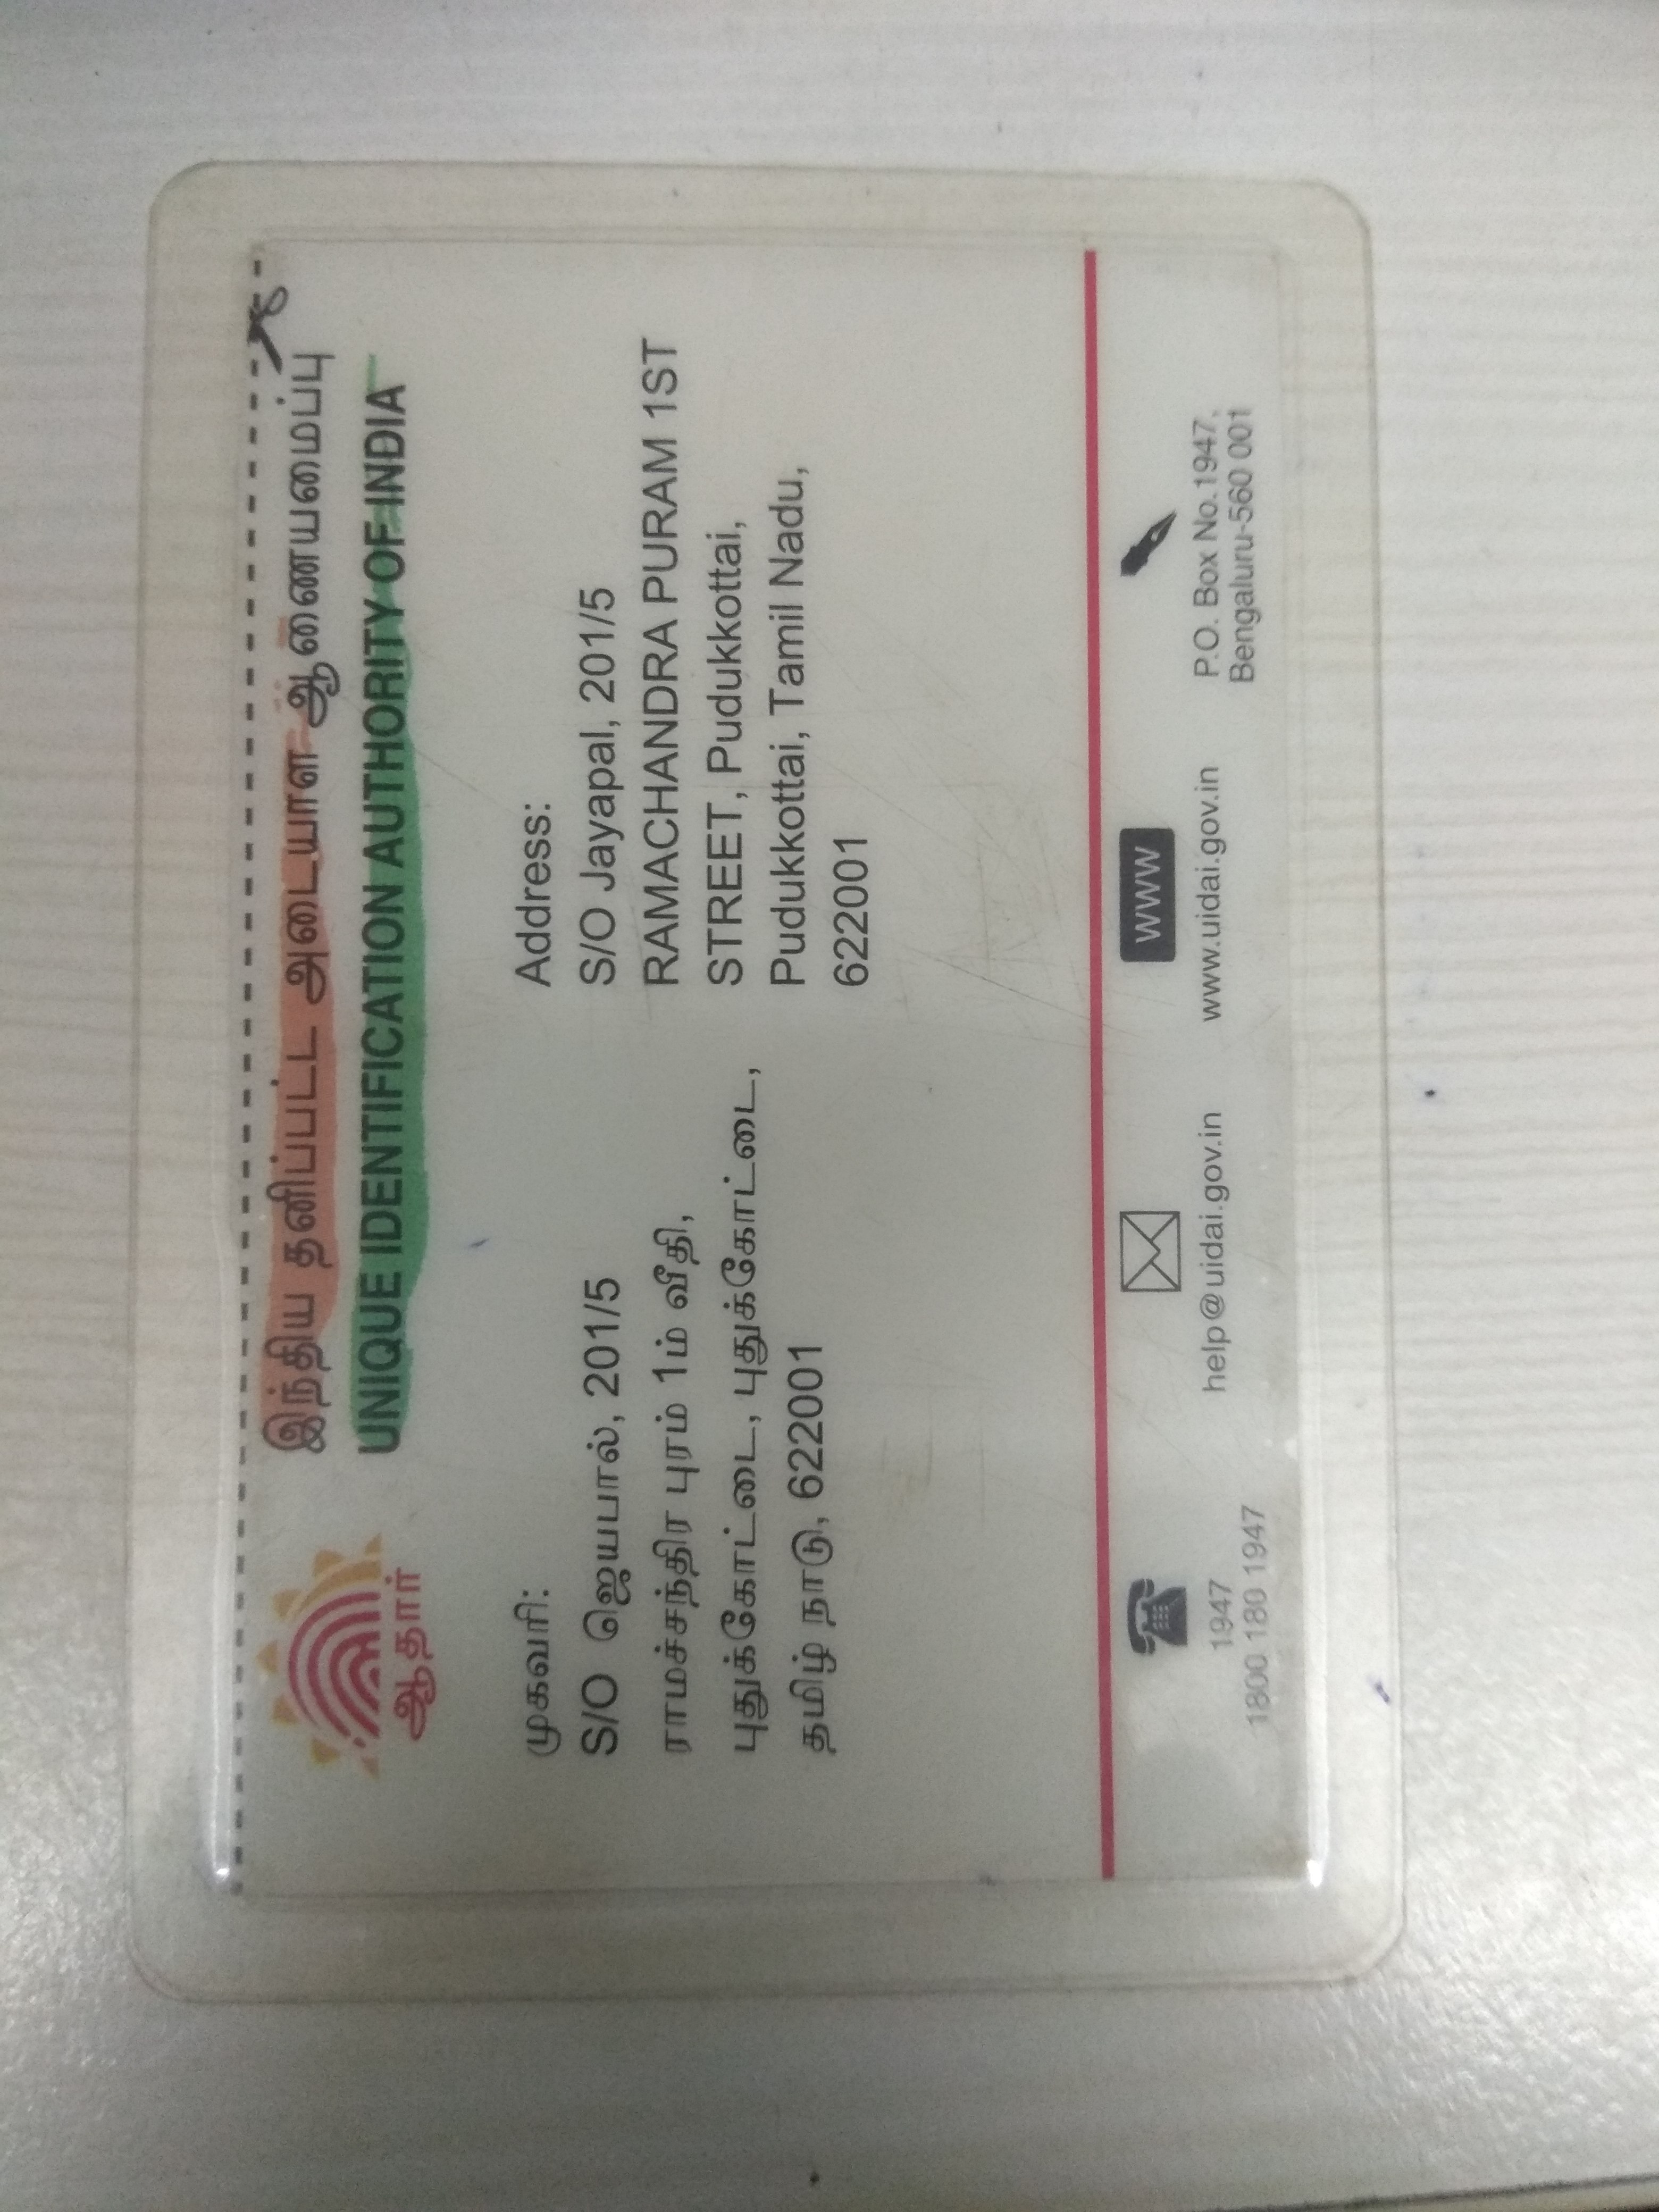 இந்திய தனிப்பட்ட அடையாள ஆணையமைப்பு
UNIQUE IDENTIFICATION AUTHORITY OF INDIA
ஆதார்
முகவரி:
S/O ஜெயபால், 201/5
ராமச்சந்திர புரம் 1ம் வீதி,
புதுக்கோட்டை, புதுக்கோட்டை,
தமிழ் நாடு, 622001
Address:
S/O Jayapal, 201/5
RAMACHANDRA PURAM 1ST
STREET, Pudukkottai,
Pudukkottai, Tamil Nadu,
622001
1947
1800 180 1947
help@uidai.gov.in
WWW
www.uidai.gov.in
P.O. Box No.1947,
Bengaluru-560 001